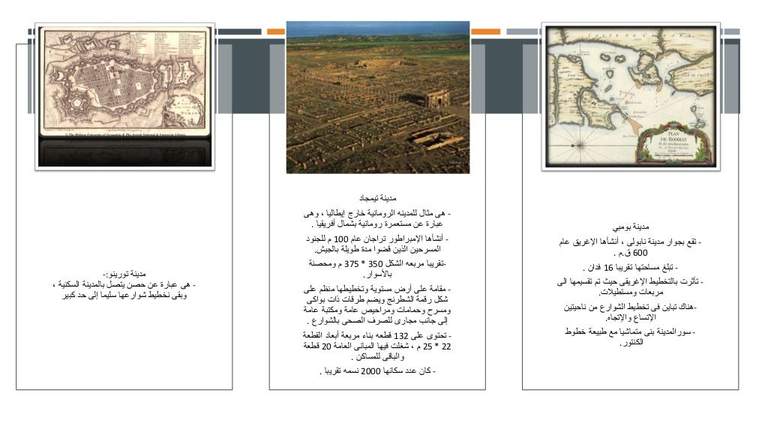 مدينة بومبي
- تقع بجوار مدينة نابولى ، أنشأها الإغريق عام
600 ق.م .
- تبلغ مساحتها تقريبا 16 فدان .
- تأثرت بالتخطيط الإغريقى حيث تم تقسيمها الى
مربعات ومستطيلات.
-هناك تباين فى تخطيط الشوارع من ناحيتين
الإتساع والإتجاه.
- سورالمدينة بنى متماشيا مع طبيعة خطوط
الكنتور.
مدينة تيمجاد
- هى مثال للمدينه الرومانية خارج إيطاليا ، وهى
عبارة عن مستعمرة رومانية بشمال أفريقيا .
- أنشأها الإمبراطور تراجان عام 100 م للجنود
المسرحين الذين قضوا مدة طويلة بالجيش.
-تقريبا مربعه الشكل 350 * 375 م ومحصنة
بالأسوار.
- مقامة على أرض مستوية وتخطيطها منظم على
شكل رقعة الشطرنج ويضم طرقات ذات بواكى
ومسرح وحمامات ومراحيض عامة ومكتبة عامة
إلى جانب مجارى للصرف الصحى بالشوارع .
- تحتوى على 132 قطعه بناء مربعة أبعاد القطعة
22 * 25 م ، شغلت فيها المبانى العامة 20 قطعة
والباقى للمساكن .
- كان عدد سكانها 2000 نسمه تقريبا .
مدينة تورينو:-
- هى عبارة عن حصن يتصل بالمدينة السكنية ،
وبقى تخطيط شوارعها سليما إلى حد كبير
PLAN